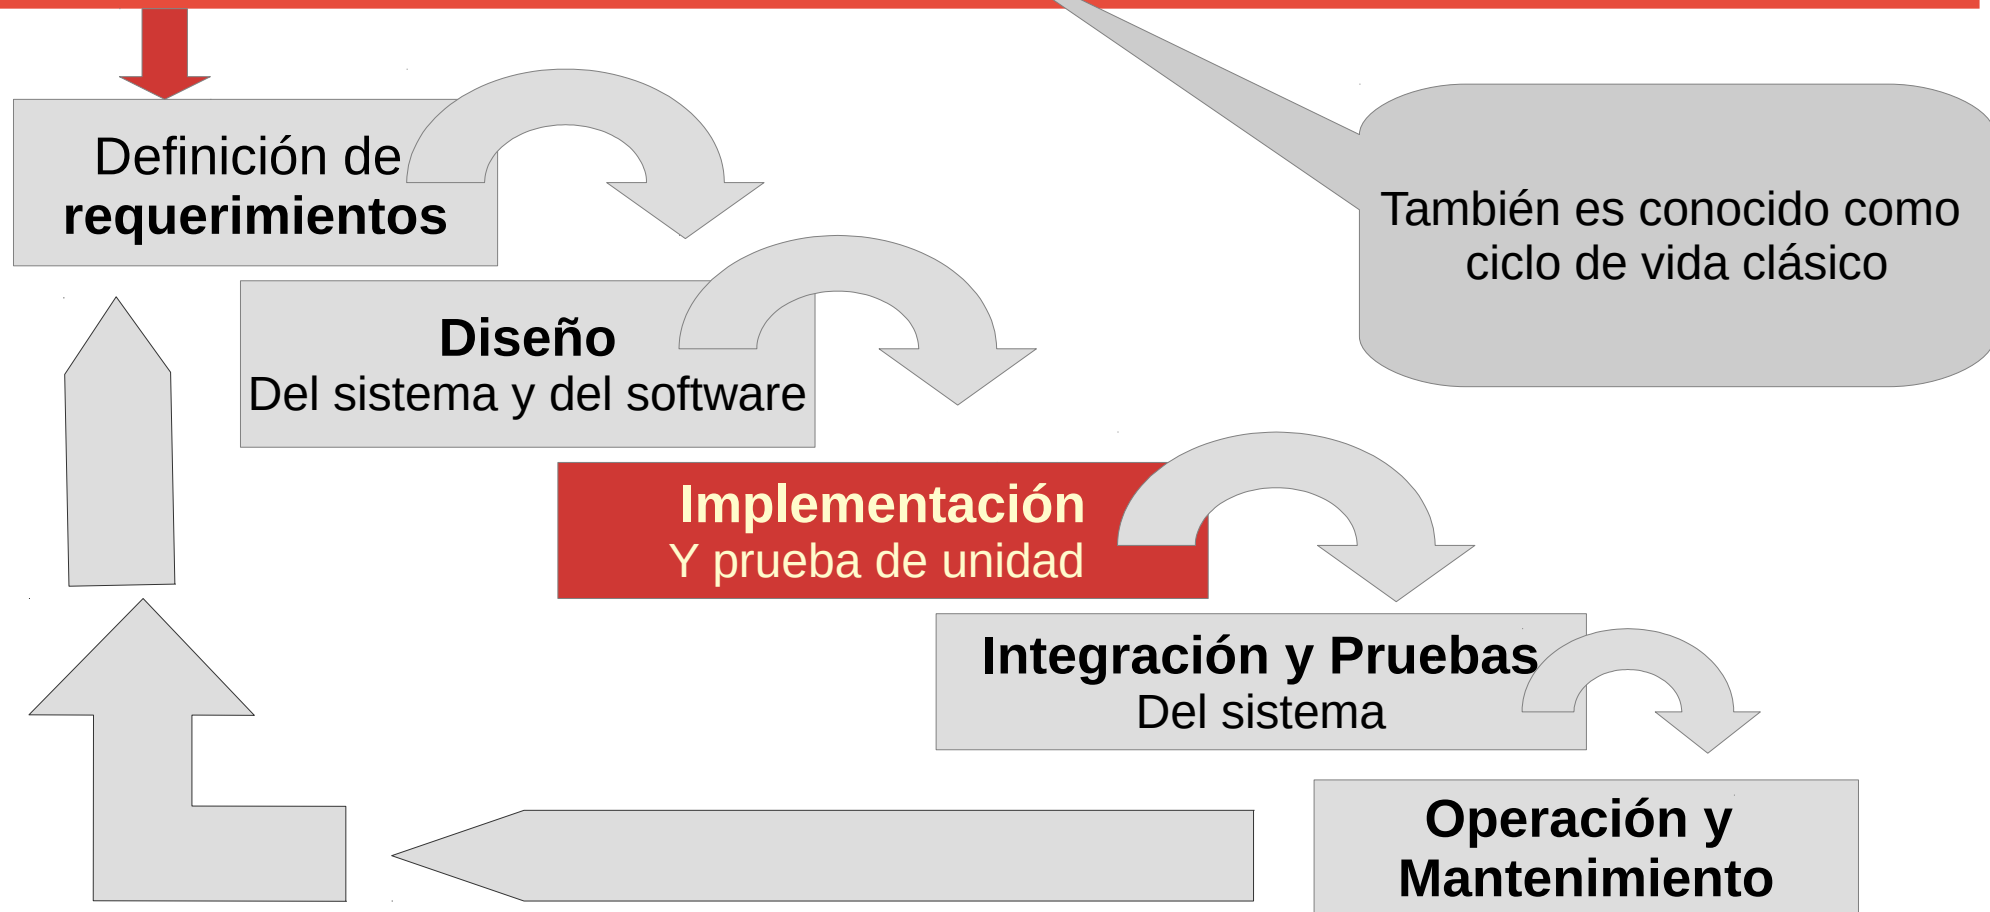 Definición de
requerimientos
También es conocido como
ciclo de vida clásico
Diseño
Del sistema y del software
Implementación
Y prueba de unidad
Integración y Pruebas
Del sistema
Operación y
Mantenimiento